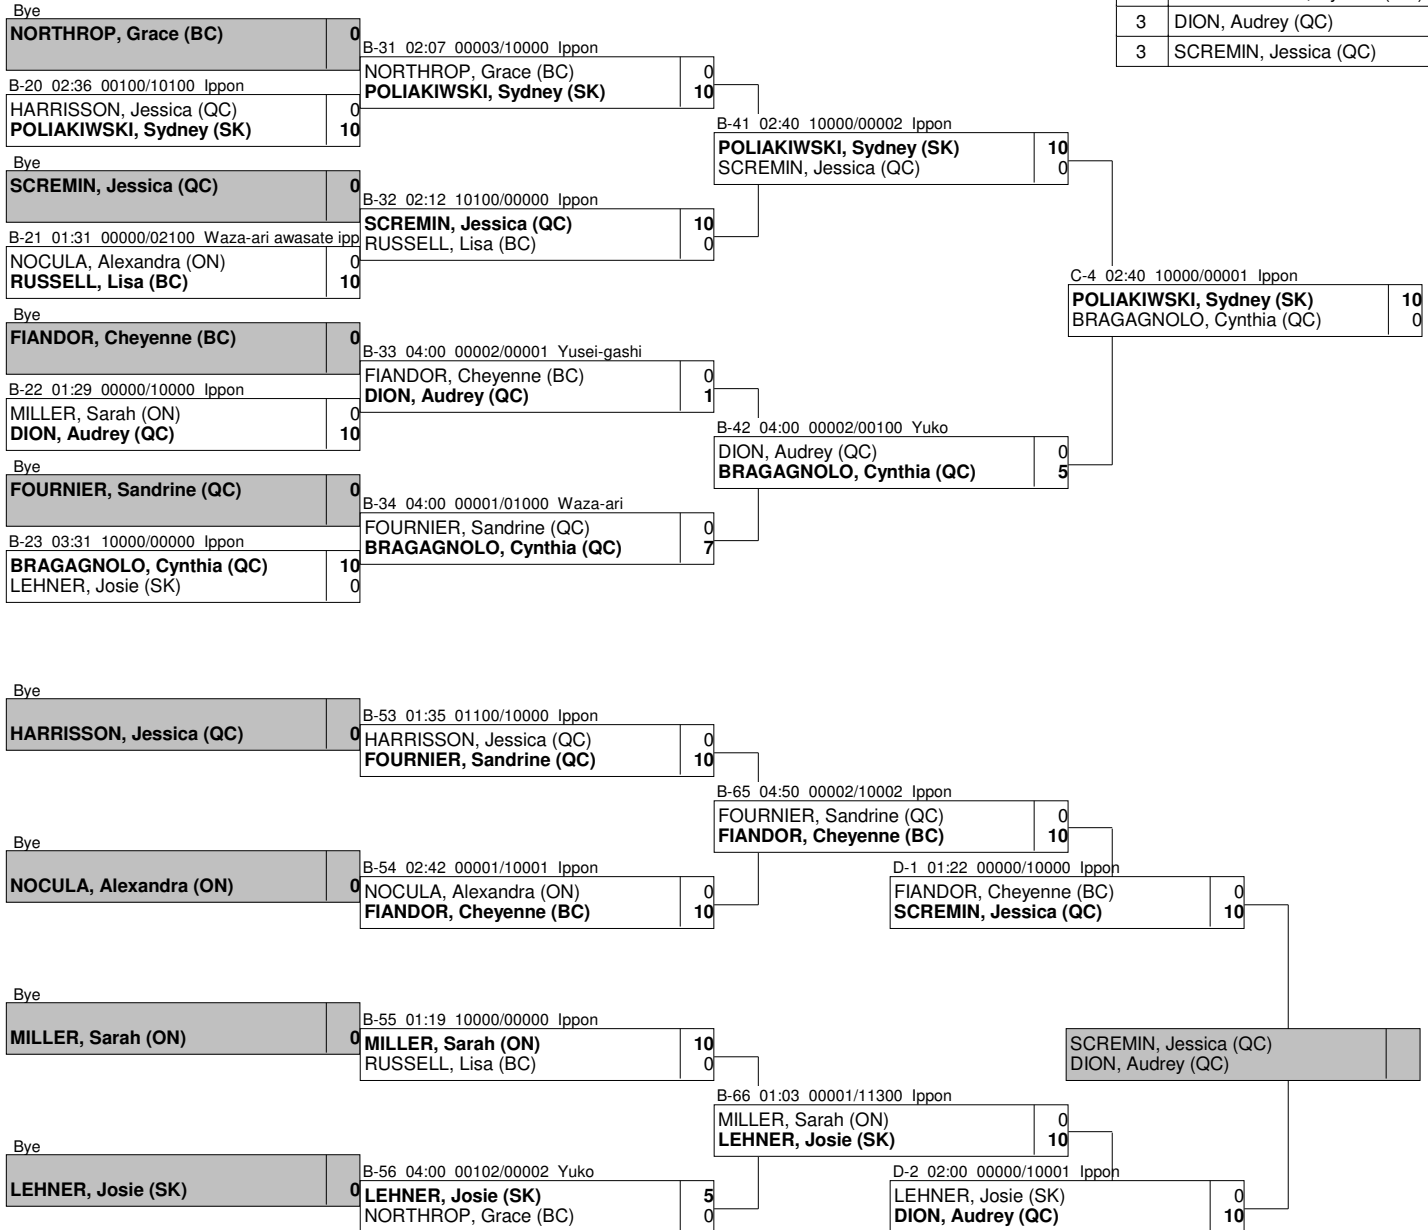 3 DION, Audrey (QC)
3 SCREMIN, Jessica (QC)
Bye
NORTHROP, Grace (BC) 0
B-20 02:36 00100/10100 Ippon
HARRISSON, Jessica (QC) 0
POLIAKIWSKI, Sydney (SK) 10
Bye
SCREMIN, Jessica (QC) 0
B-21 01:31 00000/02100 Waza-ari awasate ipp
NOCULA, Alexandra (ON) 0
RUSSELL, Lisa (BC) 10
Bye
FIANDOR, Cheyenne (BC) 0
B-22 01:29 00000/10000 Ippon
MILLER, Sarah (ON) 0
DION, Audrey (QC) 10
Bye
FOURNIER, Sandrine (QC) 0
B-23 03:31 10000/00000 Ippon
BRAGAGNOLO, Cynthia (QC) 10
LEHNER, Josie (SK) 0
B-31 02:07 00003/10000 Ippon
NORTHROP, Grace (BC) 0
POLIAKIWSKI, Sydney (SK) 10
B-32 02:12 10100/00000 Ippon
SCREMIN, Jessica (QC) 10
RUSSELL, Lisa (BC) 0
B-33 04:00 00002/00001 Yusei-gashi
FIANDOR, Cheyenne (BC) 0
DION, Audrey (QC) 1
B-34 04:00 00001/01000 Waza-ari
FOURNIER, Sandrine (QC) 0
BRAGAGNOLO, Cynthia (QC) 7
B-41 02:40 10000/00002 Ippon
POLIAKIWSKI, Sydney (SK) 10
SCREMIN, Jessica (QC) 0
B-42 04:00 00002/00100 Yuko
DION, Audrey (QC) 0
BRAGAGNOLO, Cynthia (QC) 5
C-4 02:40 10000/00001 Ippon
POLIAKIWSKI, Sydney (SK) 10
BRAGAGNOLO, Cynthia (QC) 0
Bye
HARRISSON, Jessica (QC) 0
Bye
NOCULA, Alexandra (ON) 0
Bye
MILLER, Sarah (ON) 0
Bye
LEHNER, Josie (SK) 0
B-53 01:35 01100/10000 Ippon
HARRISSON, Jessica (QC) 0
FOURNIER, Sandrine (QC) 10
B-54 02:42 00001/10001 Ippon
NOCULA, Alexandra (ON) 0
FIANDOR, Cheyenne (BC) 10
B-55 01:19 10000/00000 Ippon
MILLER, Sarah (ON) 10
RUSSELL, Lisa (BC) 0
B-56 04:00 00102/00002 Yuko
LEHNER, Josie (SK) 5
NORTHROP, Grace (BC) 0
B-65 04:50 00002/10002 Ippon
FOURNIER, Sandrine (QC) 0
FIANDOR, Cheyenne (BC) 10
B-66 01:03 00001/11300 Ippon
MILLER, Sarah (ON) 0
LEHNER, Josie (SK) 10
D-1 01:22 00000/10000 Ippon
FIANDOR, Cheyenne (BC) 0
SCREMIN, Jessica (QC) 10
D-2 02:00 00000/10001 Ippon
LEHNER, Josie (SK) 0
DION, Audrey (QC) 10
SCREMIN, Jessica (QC)
DION, Audrey (QC)